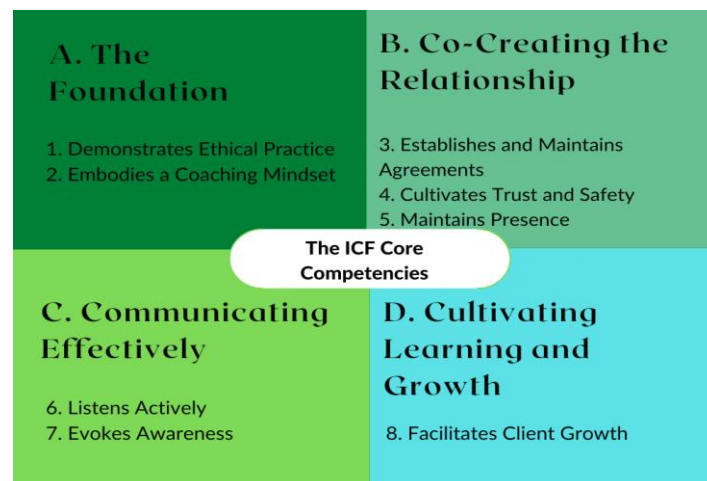 A. The
Foundation
1. Demonstrates Ethical Practice
2. Embodies a Coaching Mindset
B. Co-Creating the
Relationship
3. Establishes and Maintains
Agreements
4. Cultivates Trust and Safety
5. Maintains Presence
The ICF Core
Competencies
C. Communicating
Effectively
6. Listens Actively
7. Evokes Awareness
D. Cultivating
Learning and
Growth
8. Facilitates Client Growth